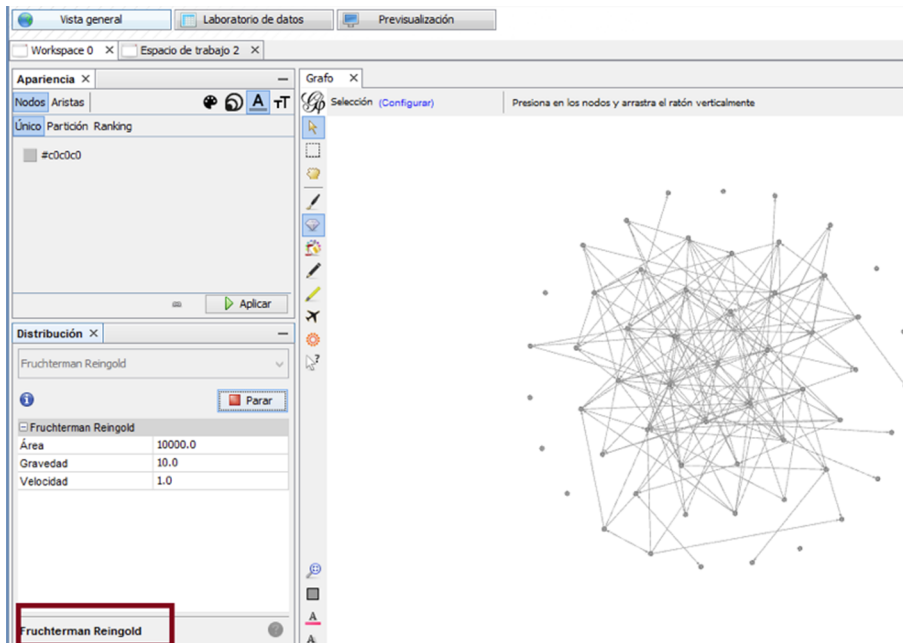 Vista general Laboratorio de datos Previsualización
Workspace 0 Espacio de trabajo 2
Apariencia
Nodos Aristas
Único Partición Ranking
#c0c0c0
Aplicar
Distribución
Fruchterman Reingold
Parar
Fruchterman Reingold
Área 10000.0
Gravedad 10.0
Velocidad 1.0
Fruchterman Reingold
Grafo
Selección (Configurar) Presiona en los nodos y arrastra el ratón verticalmente